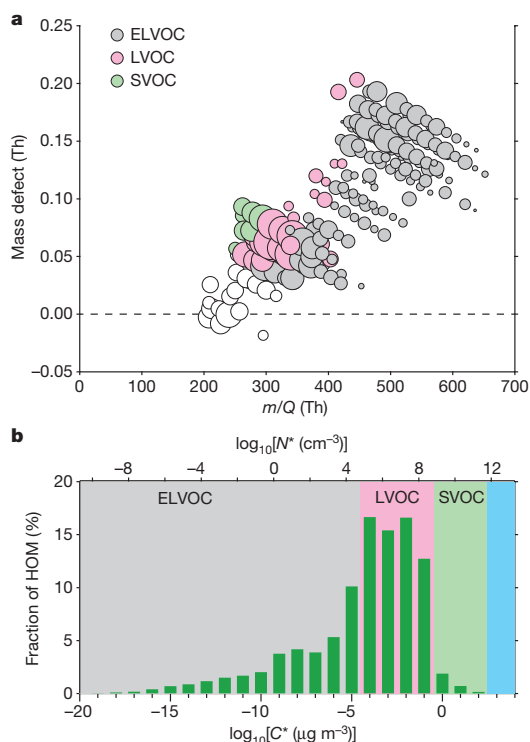 a
0.25
0.20
0.15
0.10
0.05
0.00
−0.05
Mass defect (Th)
ELVOC
LVOC
SVOC
0 100 200 300 400 500 600 700
m/Q (Th)
b
log10[N* (cm−3)]
−8 −4 0 4 8 12
20
15
10
5
0
Fraction of HOM (%)
ELVOC LVOC SVOC
−20 −15 −10 −5 0
log10[C* (μg m−3)]